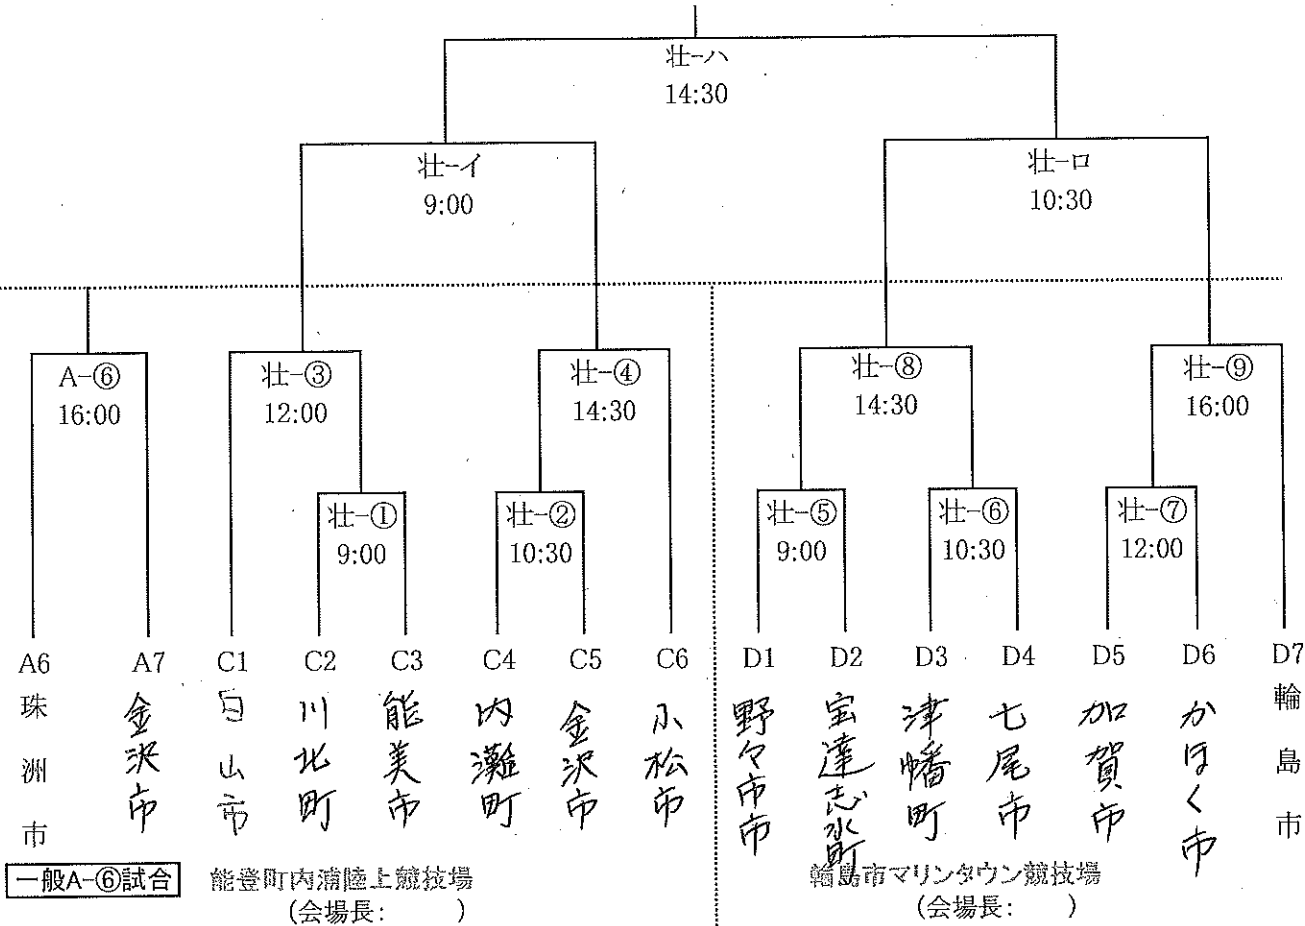 壮-ハ
14:30
壮-イ
9:00
壮-ロ
10:30
A-⑥
16:00
壮-③
12:00
壮-④
14:30
壮-⑧
14:30
壮-⑨
16:00
壮-①
9:00
壮-②
10:30
壮-⑤
9:00
壮-⑥
10:30
壮-⑦
12:00
A6 A7 C1 C2 C3 C4 C5 C6 D1 D2 D3 D4 D5 D6 D7
珠洲市
金沢市
白山市
川北町
能美市
内灘町
金沢市
小松市
野々市市
宝達志水町
津幡町
七尾市
加賀市
かほく市
輪島市
一般A-⑥試合
能登町内浦陸上競技場
(会場長: )
輪島市マリンタウン競技場
(会場長: )